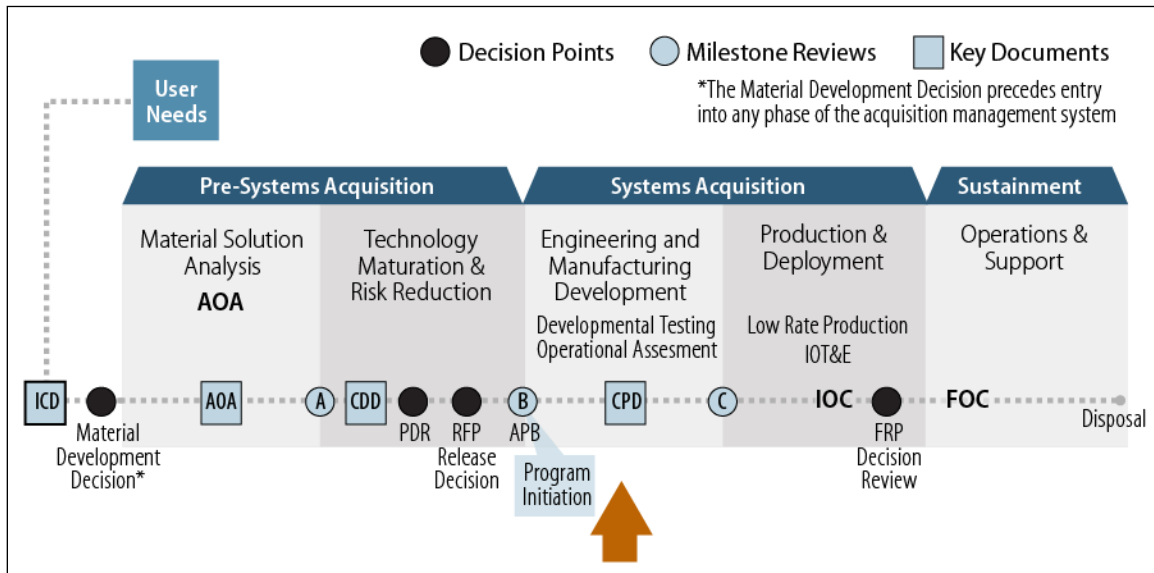 Decision Points
Milestone Reviews
Key Documents
*The Material Development Decision precedes entry
into any phase of the acquisition management system
User
Needs
Pre-Systems Acquisition
Systems Acquisition
Sustainment
Material Solution
Analysis
AOA
Technology
Maturation &
Risk Reduction
Engineering and
Manufacturing
Development
Developmental Testing
Operational Assesment
Production &
Deployment
Low Rate Production
IOT&E
Operations &
Support
ICD
AOA
A
CDD
B
CPD
C
IOC
FOC
Disposal
Material
Development
Decision*
PDR
RFP
Release
Decision
APB
Program
Initiation
FRP
Decision
Review